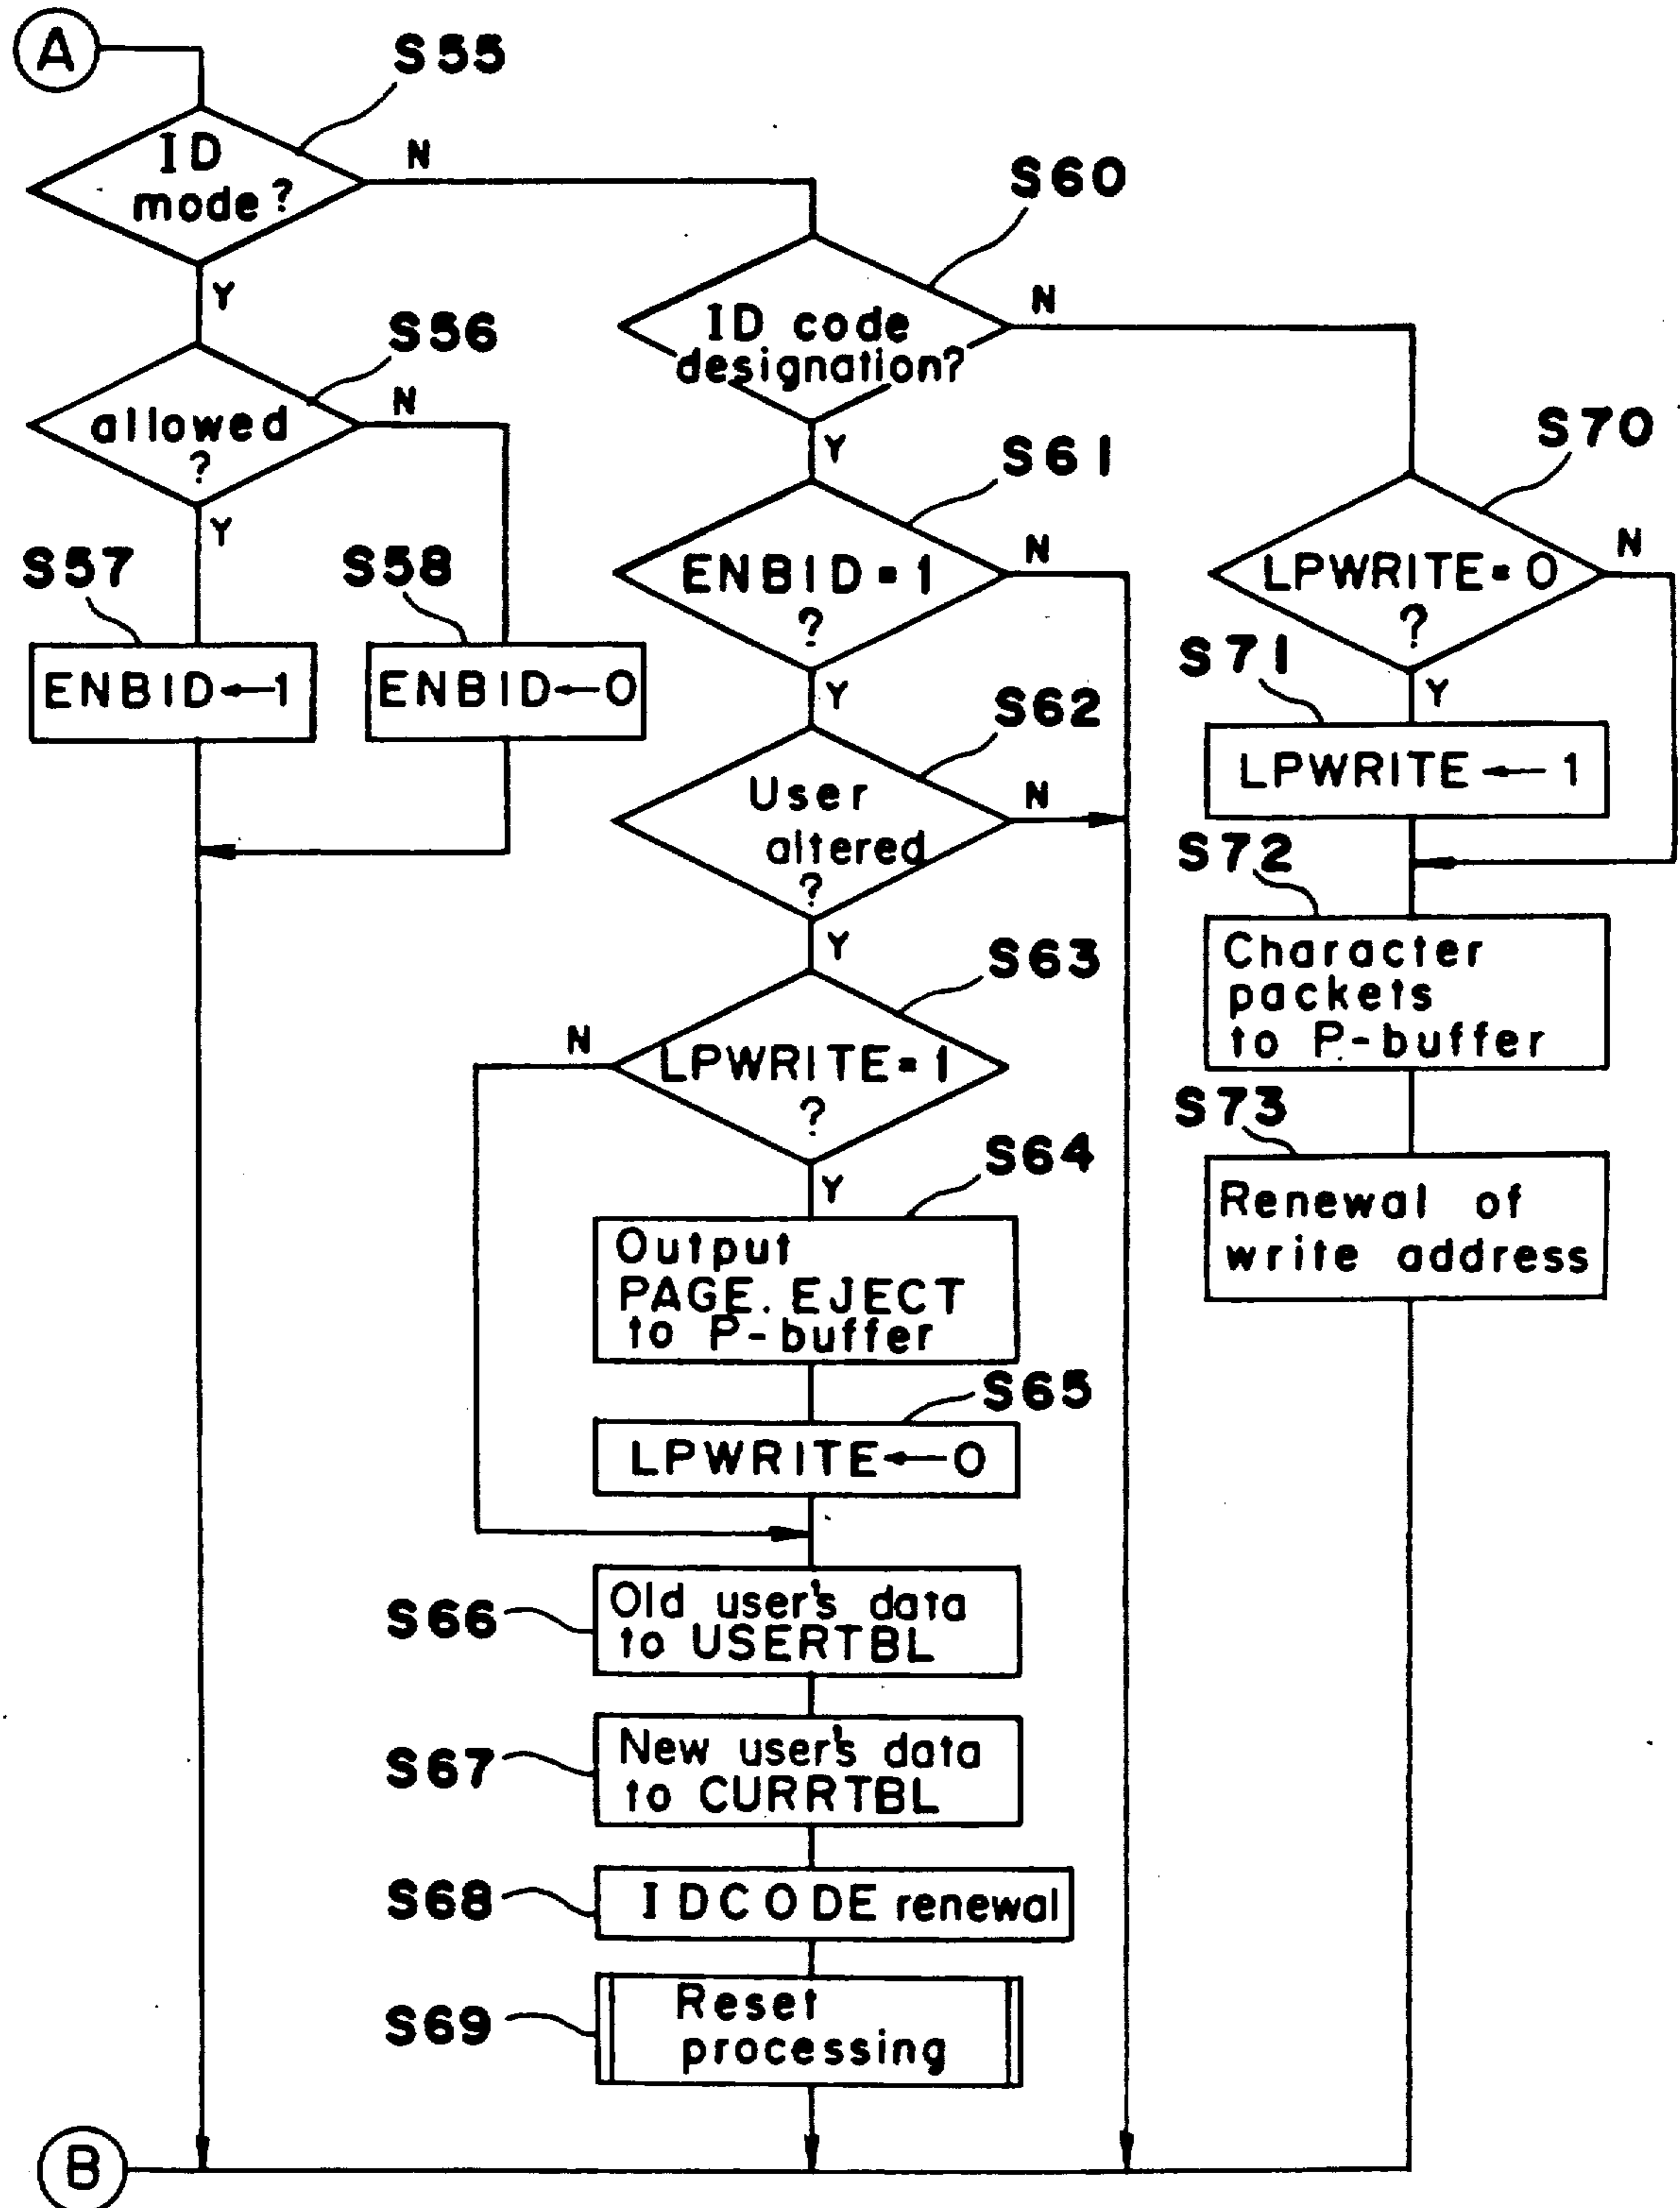 A
S55
ID
mode?
N
Y
S56
allowed
?
N
Y
S57
ENBID←1
S58
ENBID←0
S60
ID code
designation?
N
Y
S61
ENBID=1
?
N
Y
S62
User
altered
?
N
Y
S63
LPWRITE=1
?
N
Y
S64
Output
PAGE. EJECT
to P-buffer
S65
LPWRITE←0
S66
Old user's data
to USERTBL
S67
New user's data
to CURRTBL
S68
IDCODE renewal
S69
Reset
processing
S70
LPWRITE=0
?
N
Y
S71
LPWRITE←1
S72
Character
packets
to P-buffer
S73
Renewal of
write address
B